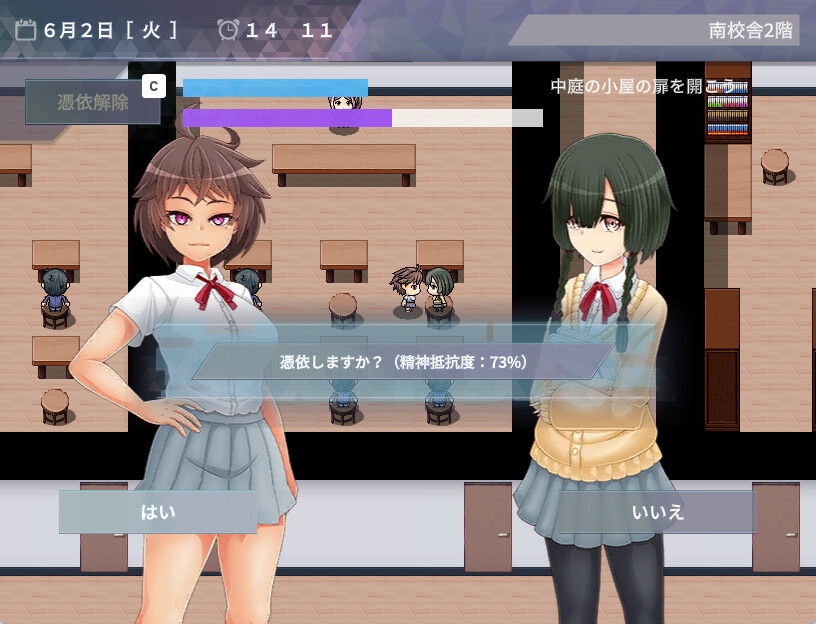 6月2日 [ 火 ]
14 11
南校舎2階
憑依解除
C
中庭の小屋の扉を開こう
憑依しますか？（精神抵抗度：73%）
はい
いいえ